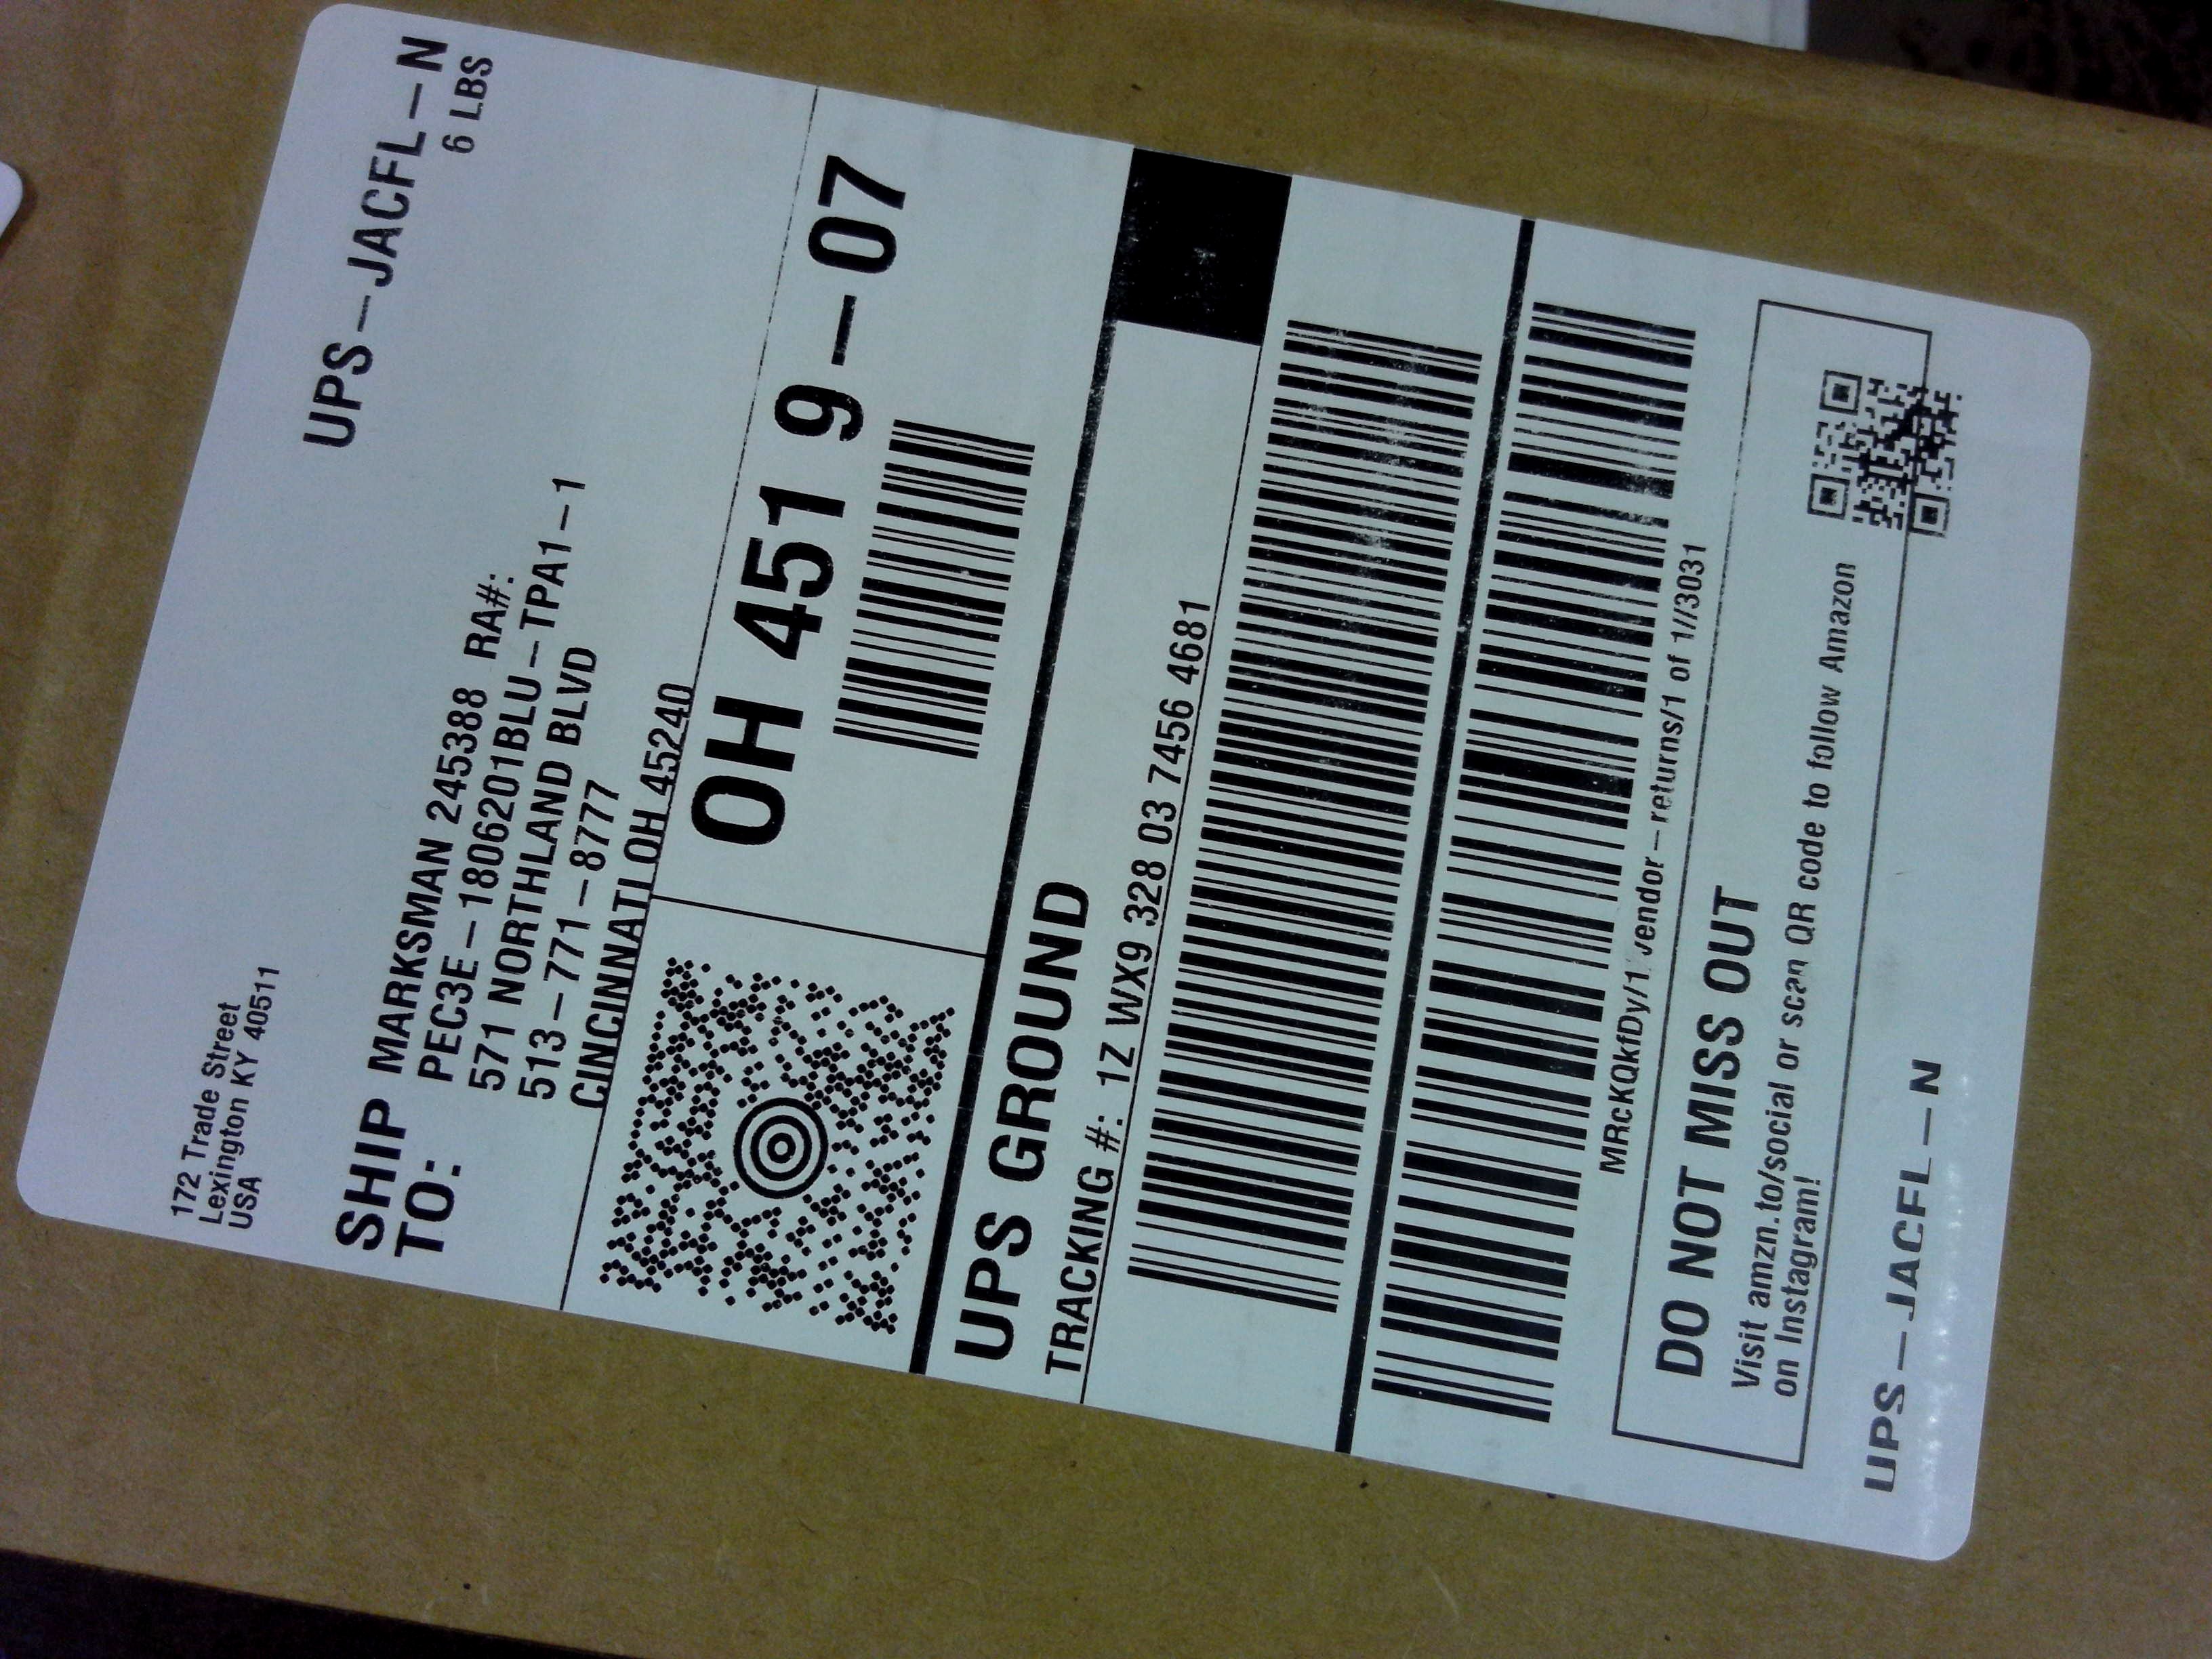 172 Trade Street
Lexington KY 40511
USA
UPS-JACFL-N
6 LBS
SHIP
TO:
MARKSMAN 245388 RA#:
PEC3E-1806201BLU-TPA1-1
571 NORTHLAND BLVD
513-771-8777
CINCINNATI OH 45240
OH 451 9-07
UPS GROUND
TRACKING #: 1Z WX9 328 03 7456 4681
MRcKQkfDy/1 vendor-returns/1 of 1//3031
DO NOT MISS OUT
Visit amzn.to/social or scan QR code to follow Amazon
on Instagram!
UPS-JACFL-N